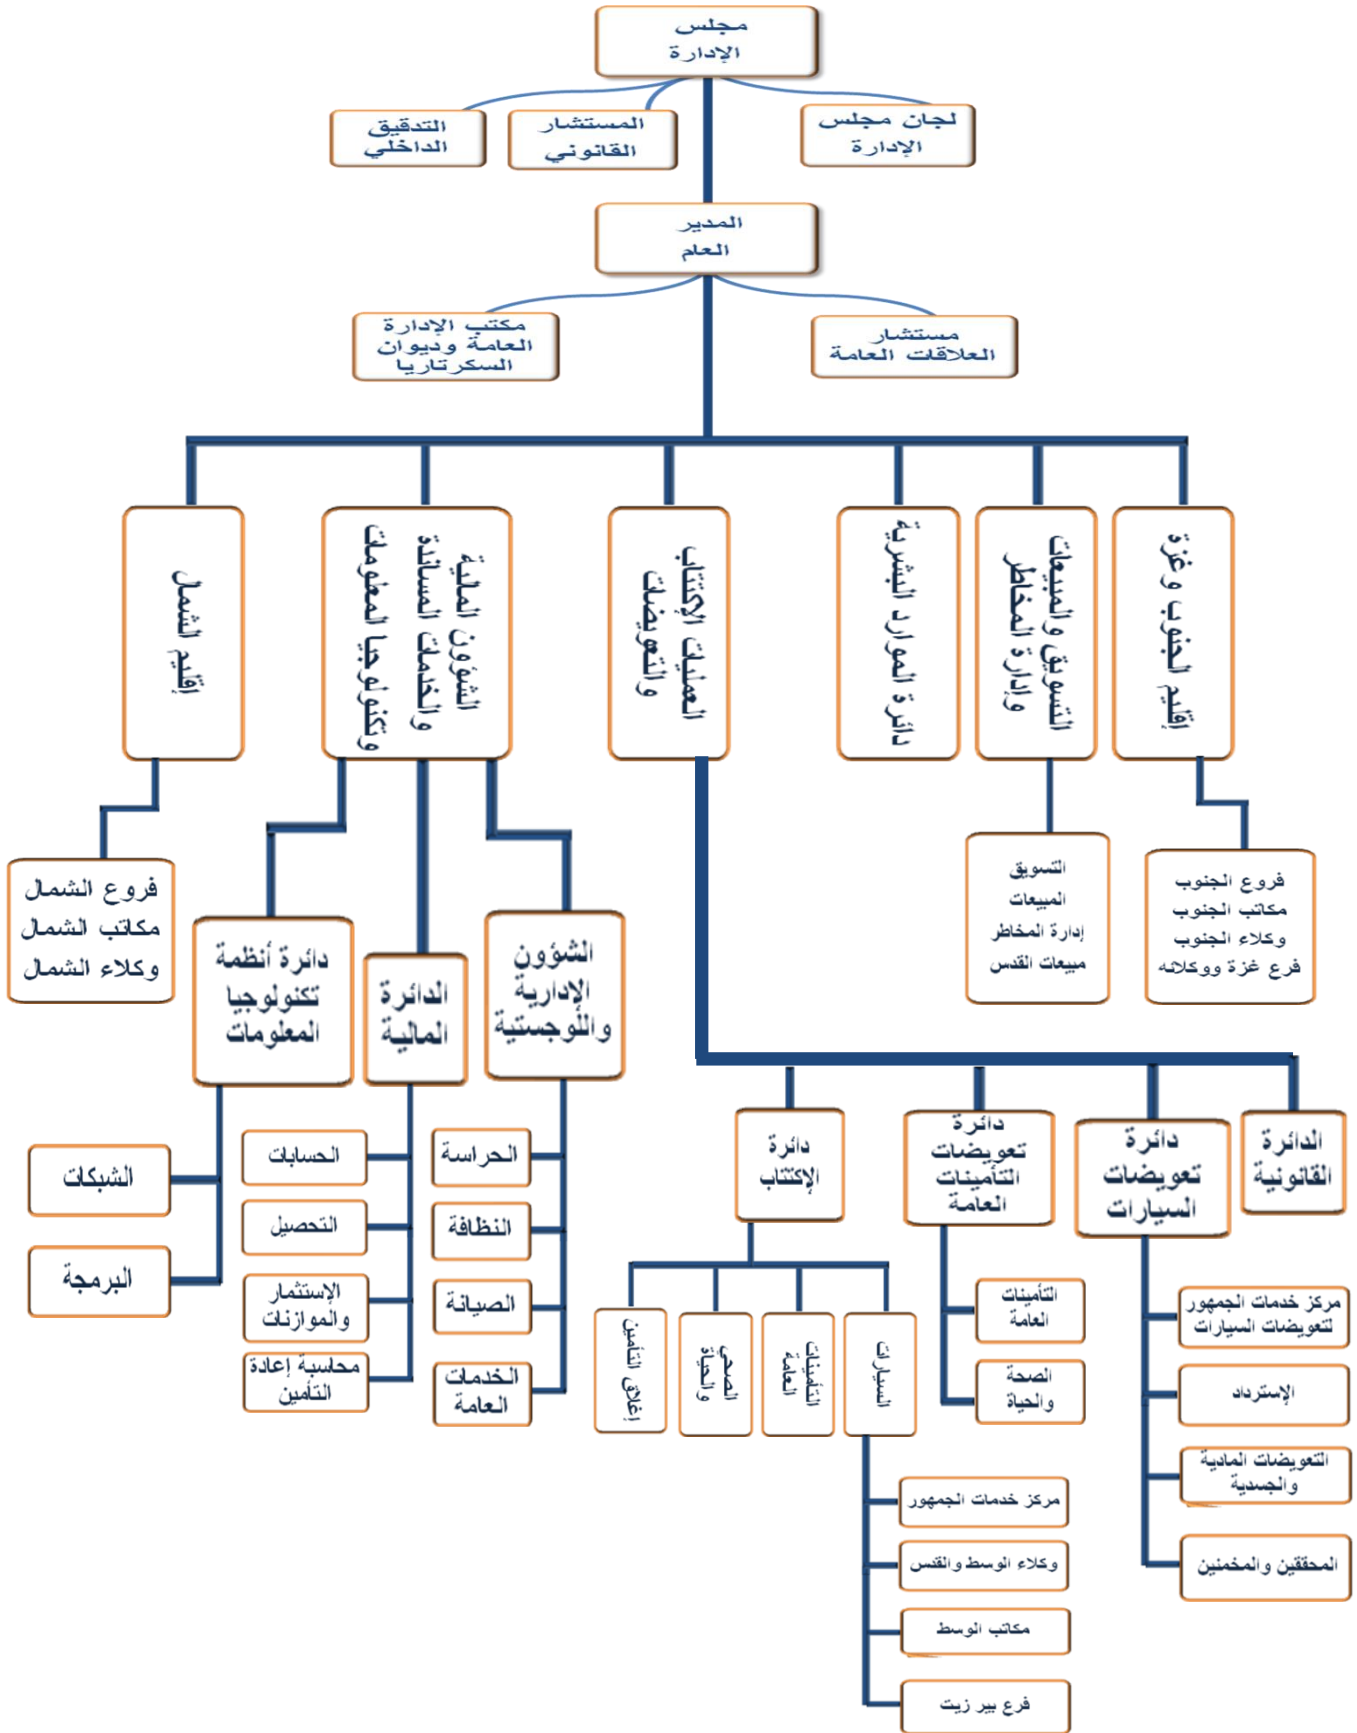 مجلس
الإدارة
لجان مجلس
الإدارة
المستشار
القانوني
التدقيق
الداخلي
المدير
العام
مستشار
العلاقات العامة
مكتب الإدارة
العامة وديوان
السكرتاريا
إقليم الجنوب وغزة
التسويق والمبيعات
وإدارة المخاطر
دائرة الموارد البشرية
العمليات الإكتتاب
والتعويضات
الشؤون المالية
والخدمات المساندة
وتكنولوجيا المعلومات
إقليم الشمال
فروع الجنوب
مكاتب الجنوب
وكلاء الجنوب
فرع غزة ووكلائه
التسويق
المبيعات
إدارة المخاطر
مبيعات القدس
الشؤون
الإدارية
واللوجستية
الدائرة
المالية
دائرة أنظمة
تكنولوجيا
المعلومات
فروع الشمال
مكاتب الشمال
وكلاء الشمال
الدائرة
القانونية
دائرة
تعويضات
السيارات
دائرة
تعويضات
التأمينات
العامة
دائرة
الإكتتاب
الحراسة
النظافة
الصيانة
الخدمات
العامة
الحسابات
التحصيل
الإستثمار
والموازنات
محاسبة إعادة
التأمين
الشبكات
البرمجة
مركز خدمات الجمهور
لتعويضات السيارات
الإسترداد
التعويضات المادية
والجسدية
المحققين والمخمنين
التأمينات
العامة
الصحة
والحياة
السيارات
التأمينات
العامة
الصحي
والحياة
إغلاق التأمين
مركز خدمات الجمهور
وكلاء الوسط والقدس
مكاتب الوسط
فرع بير زيت